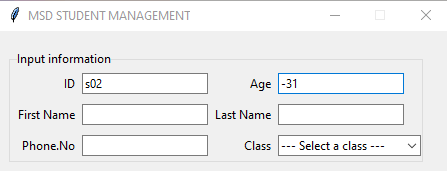 MSD STUDENT MANAGEMENT
Input information
ID s02 Age -31
First Name Last Name
Phone.No Class --- Select a class ---